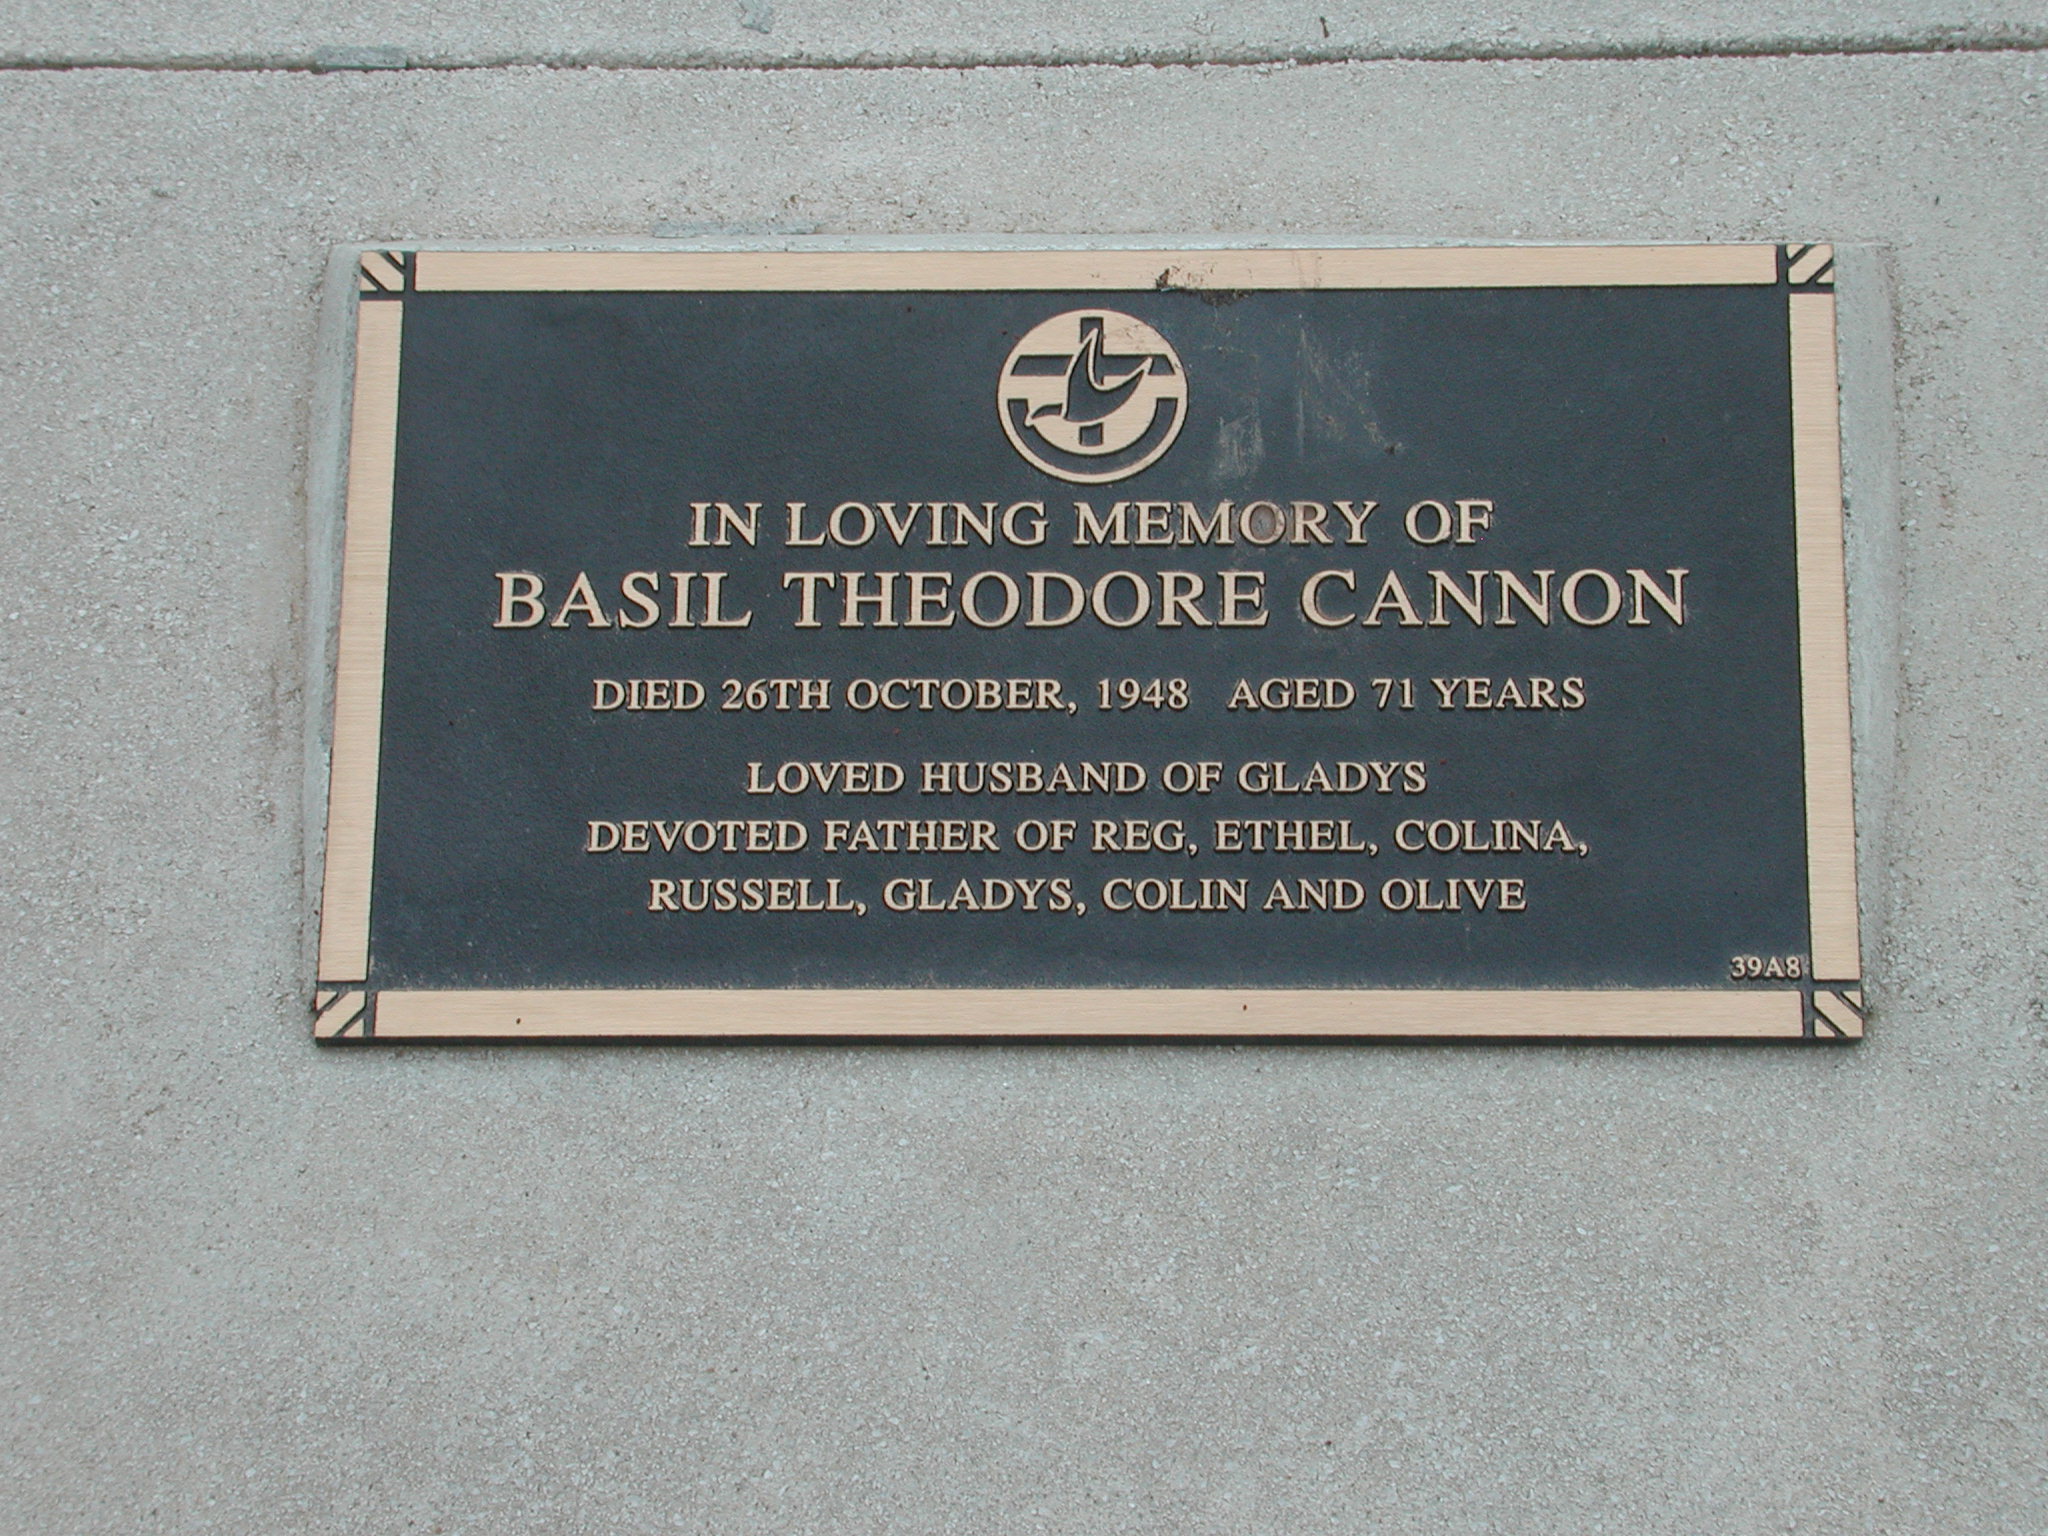 IN LOVING MEMORY OF
BASIL THEODORE CANNON
DIED 26TH OCTOBER, 1948 AGED 71 YEARS
LOVED HUSBAND OF GLADYS
DEVOTED FATHER OF REG, ETHEL, COLINA,
RUSSELL, GLADYS, COLIN AND OLIVE
39A8